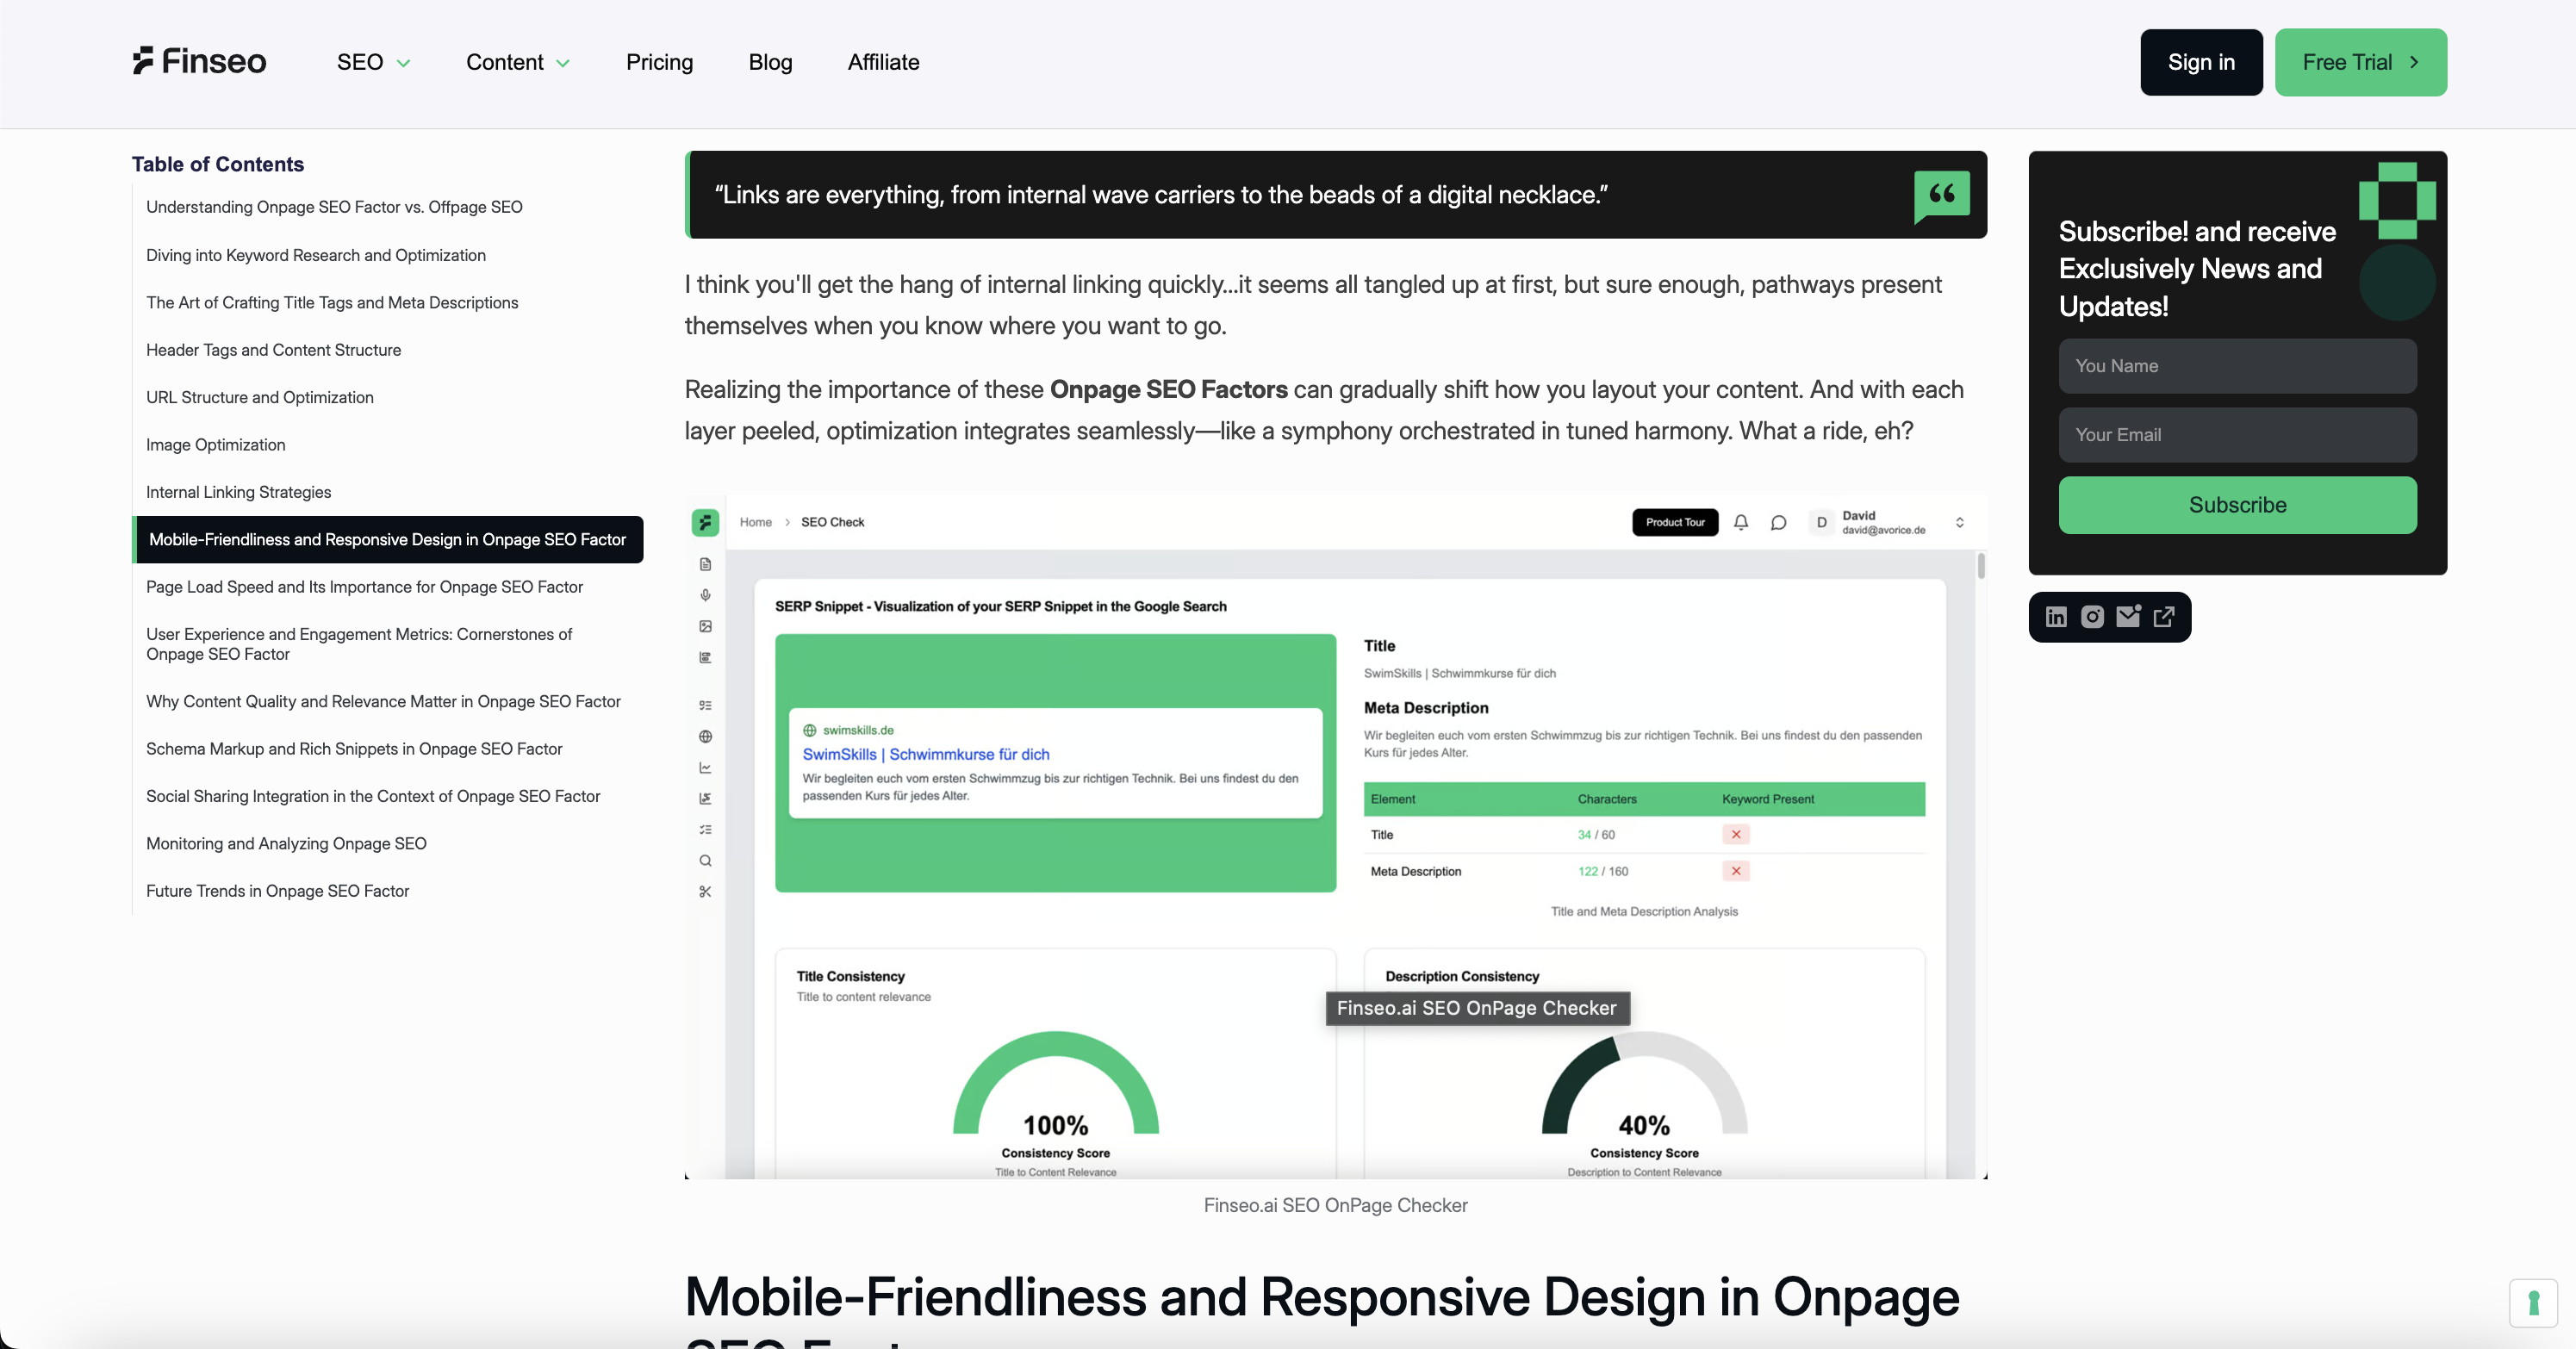 Finseo
SEO
Content
Pricing
Blog
Affiliate
Sign in
Free Trial
Table of Contents
Understanding Onpage SEO Factor vs. Offpage SEO
Diving into Keyword Research and Optimization
The Art of Crafting Title Tags and Meta Descriptions
Header Tags and Content Structure
URL Structure and Optimization
Image Optimization
Internal Linking Strategies
Mobile-Friendliness and Responsive Design in Onpage SEO Factor
Page Load Speed and Its Importance for Onpage SEO Factor
User Experience and Engagement Metrics: Cornerstones of
Onpage SEO Factor
Why Content Quality and Relevance Matter in Onpage SEO Factor
Schema Markup and Rich Snippets in Onpage SEO Factor
Social Sharing Integration in the Context of Onpage SEO Factor
Monitoring and Analyzing Onpage SEO
Future Trends in Onpage SEO Factor
“Links are everything, from internal wave carriers to the beads of a digital necklace.”
I think you'll get the hang of internal linking quickly...it seems all tangled up at first, but sure enough, pathways present
themselves when you know where you want to go.
Realizing the importance of these Onpage SEO Factors can gradually shift how you layout your content. And with each
layer peeled, optimization integrates seamlessly—like a symphony orchestrated in tuned harmony. What a ride, eh?
Home > SEO Check
Product Tour
D
David
david@avorice.de
SERP Snippet - Visualization of your SERP Snippet in the Google Search
swimskills.de
SwimSkills | Schwimmkurse für dich
Wir begleiten euch vom ersten Schwimmzug bis zur richtigen Technik. Bei uns findest du den
passenden Kurs für jedes Alter.
Title
SwimSkills | Schwimmkurse für dich
Meta Description
Wir begleiten euch vom ersten Schwimmzug bis zur richtigen Technik. Bei uns findest du den passenden
Kurs für jedes Alter.
Element Characters Keyword Present
Title 34 / 60
Meta Description 122 / 160
Title and Meta Description Analysis
Title Consistency
Title to content relevance
100%
Consistency Score
Title to Content Relevance
Description Consistency
Finseo.ai SEO OnPage Checker
40%
Consistency Score
Description to Content Relevance
Finseo.ai SEO OnPage Checker
Mobile-Friendliness and Responsive Design in Onpage
Subscribe! and receive
Exclusively News and
Updates!
You Name
Your Email
Subscribe